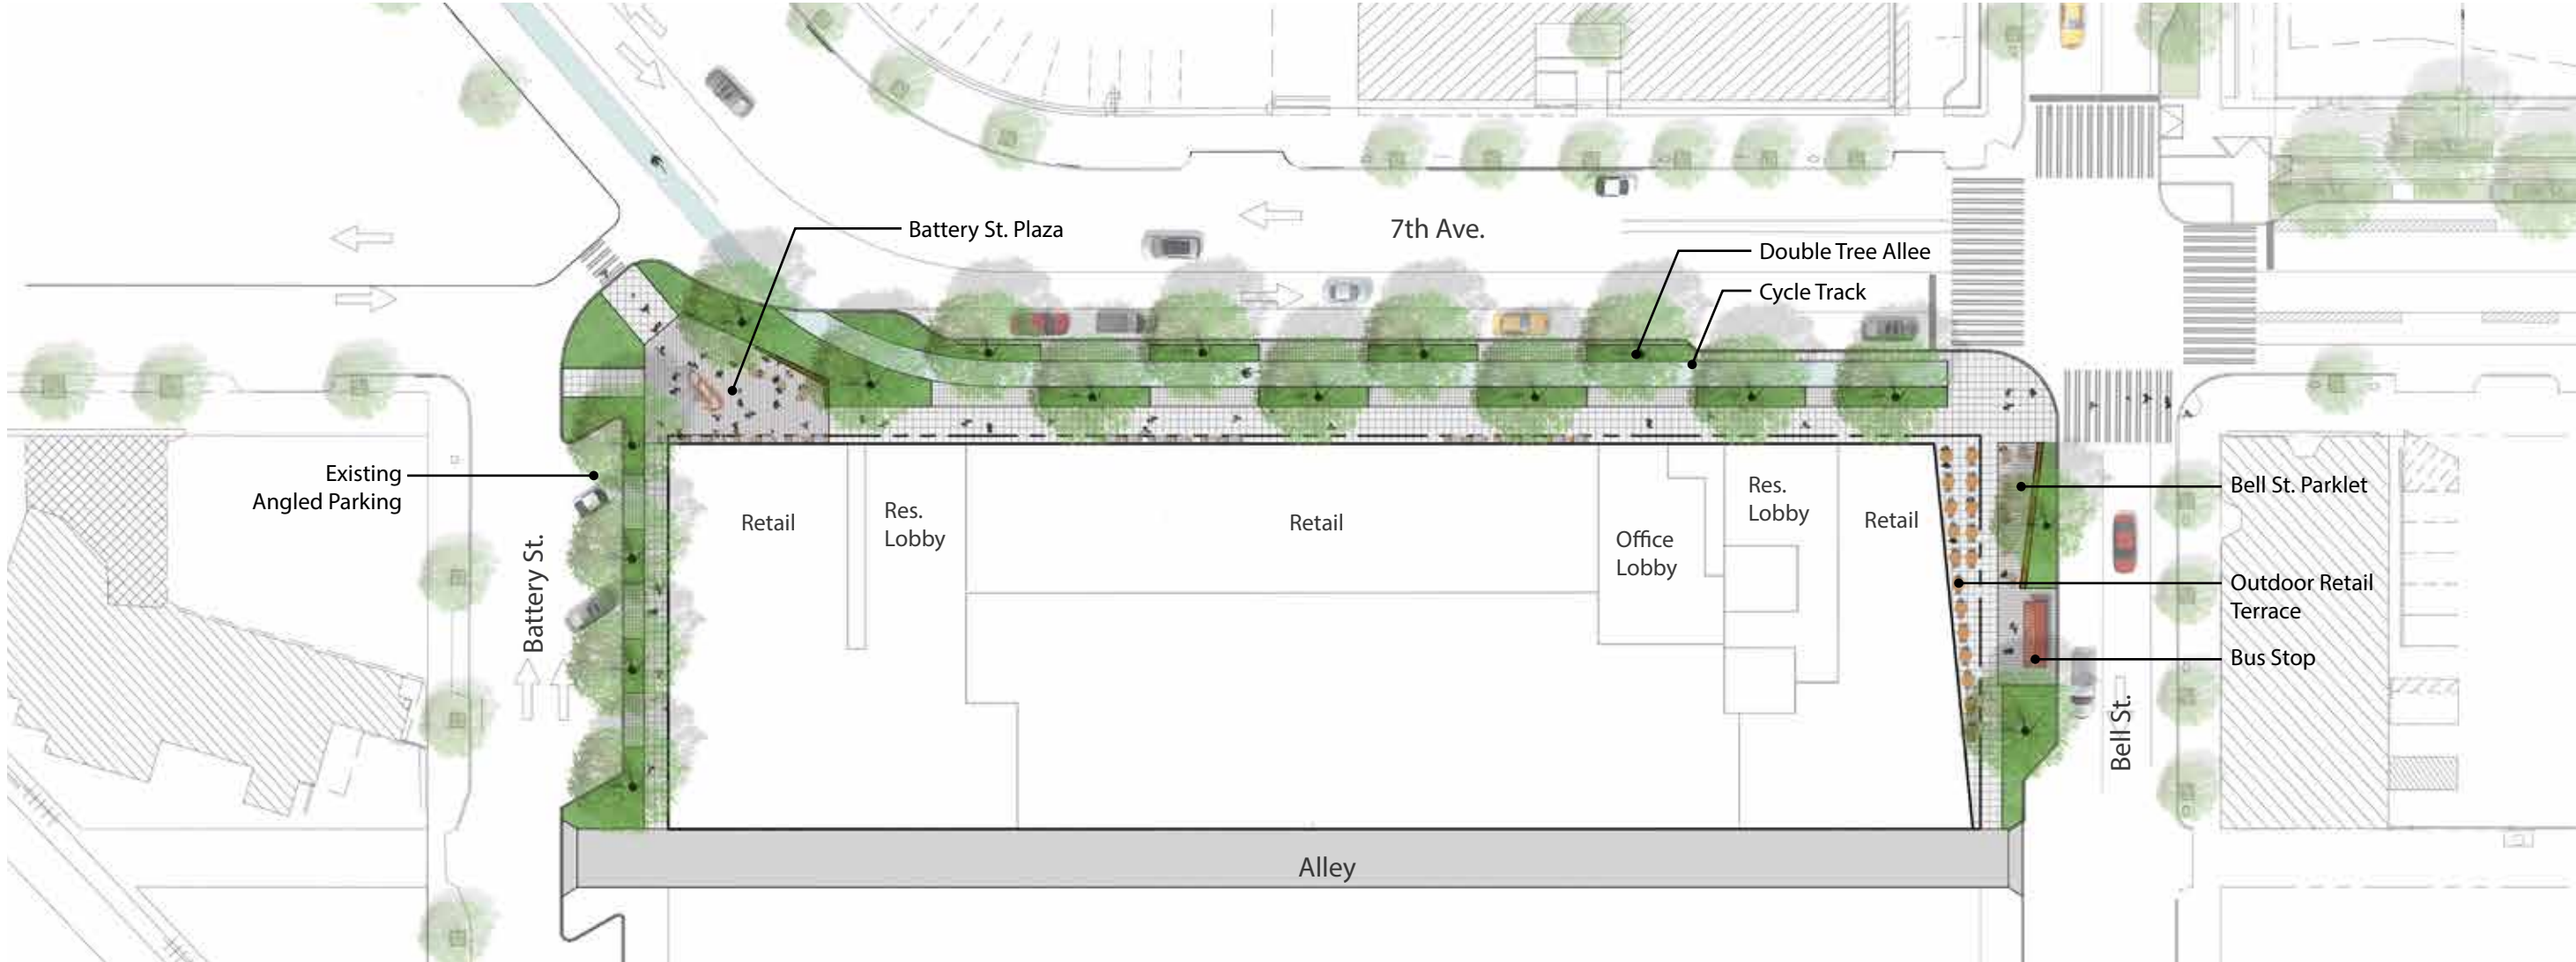 Battery St. Plaza
7th Ave.
Double Tree Allee
Cycle Track
Existing
Angled Parking
Battery St.
Retail
Res.
Lobby
Retail
Office
Lobby
Res.
Lobby
Retail
Bell St. Parklet
Outdoor Retail
Terrace
Bus Stop
Bell St.
Alley